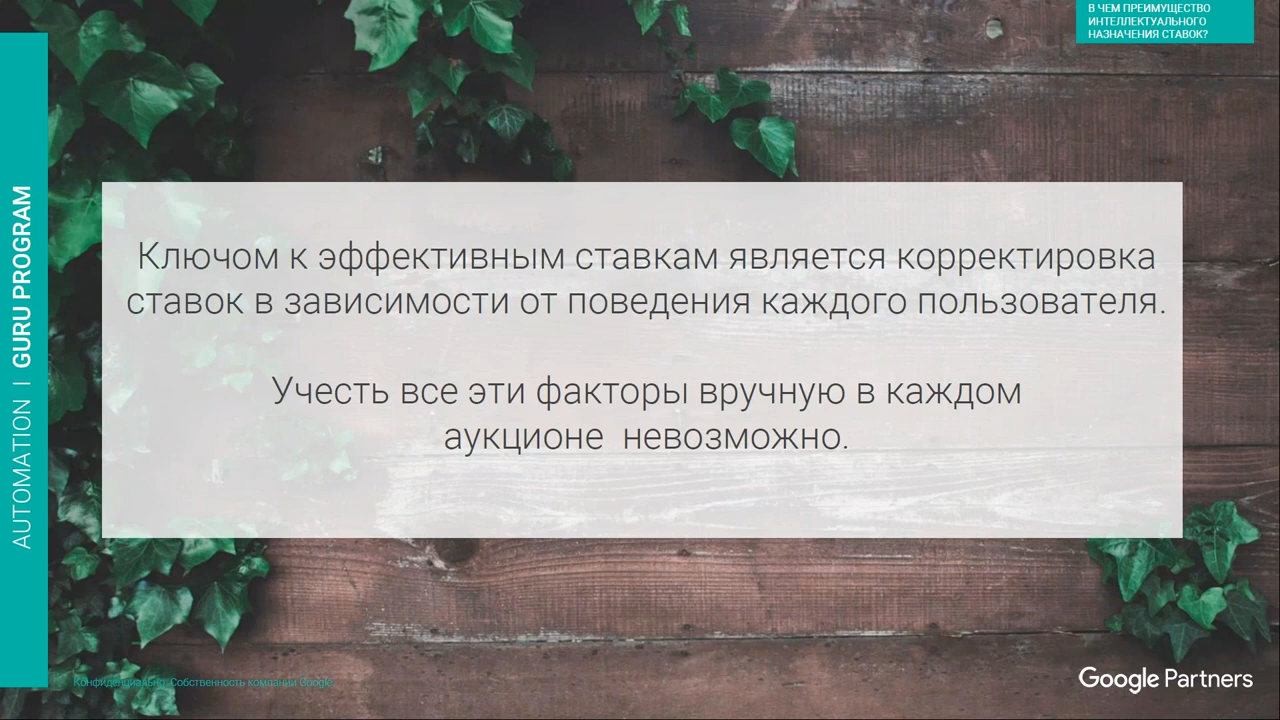 В ЧЕМ ПРЕИМУЩЕСТВО
ИНТЕЛЛЕКТУАЛЬНОГО
НАЗНАЧЕНИЯ СТАВОК?
AUTOMATION | GURU PROGRAM
Ключом к эффективным ставкам является корректировка
ставок в зависимости от поведения каждого пользователя.
Учесть все эти факторы вручную в каждом
аукционе невозможно.
Конфиденциально. Собственность компании Google.
Google Partners